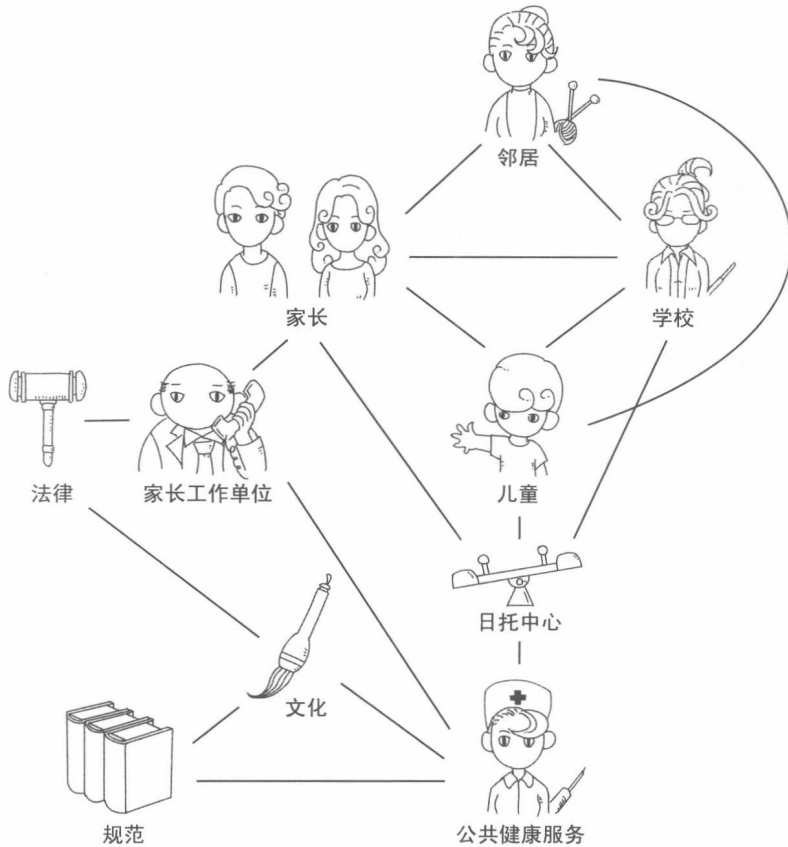 邻居
家长
学校
法律
家长工作单位
儿童
日托中心
文化
规范
公共健康服务